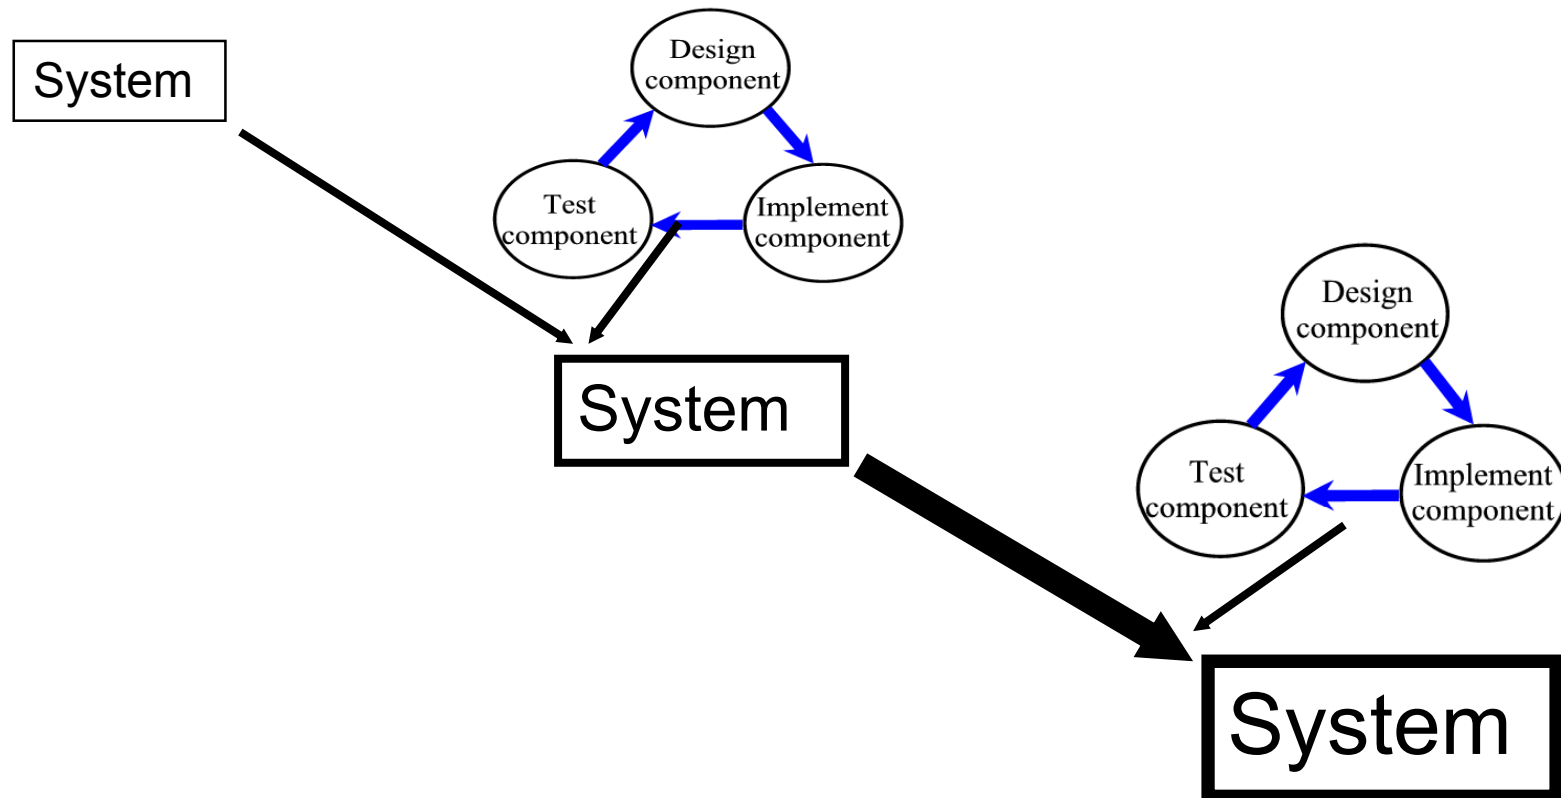 System
Design
component
Test
component
Implement
component
System
Design
component
Test
component
Implement
component
System